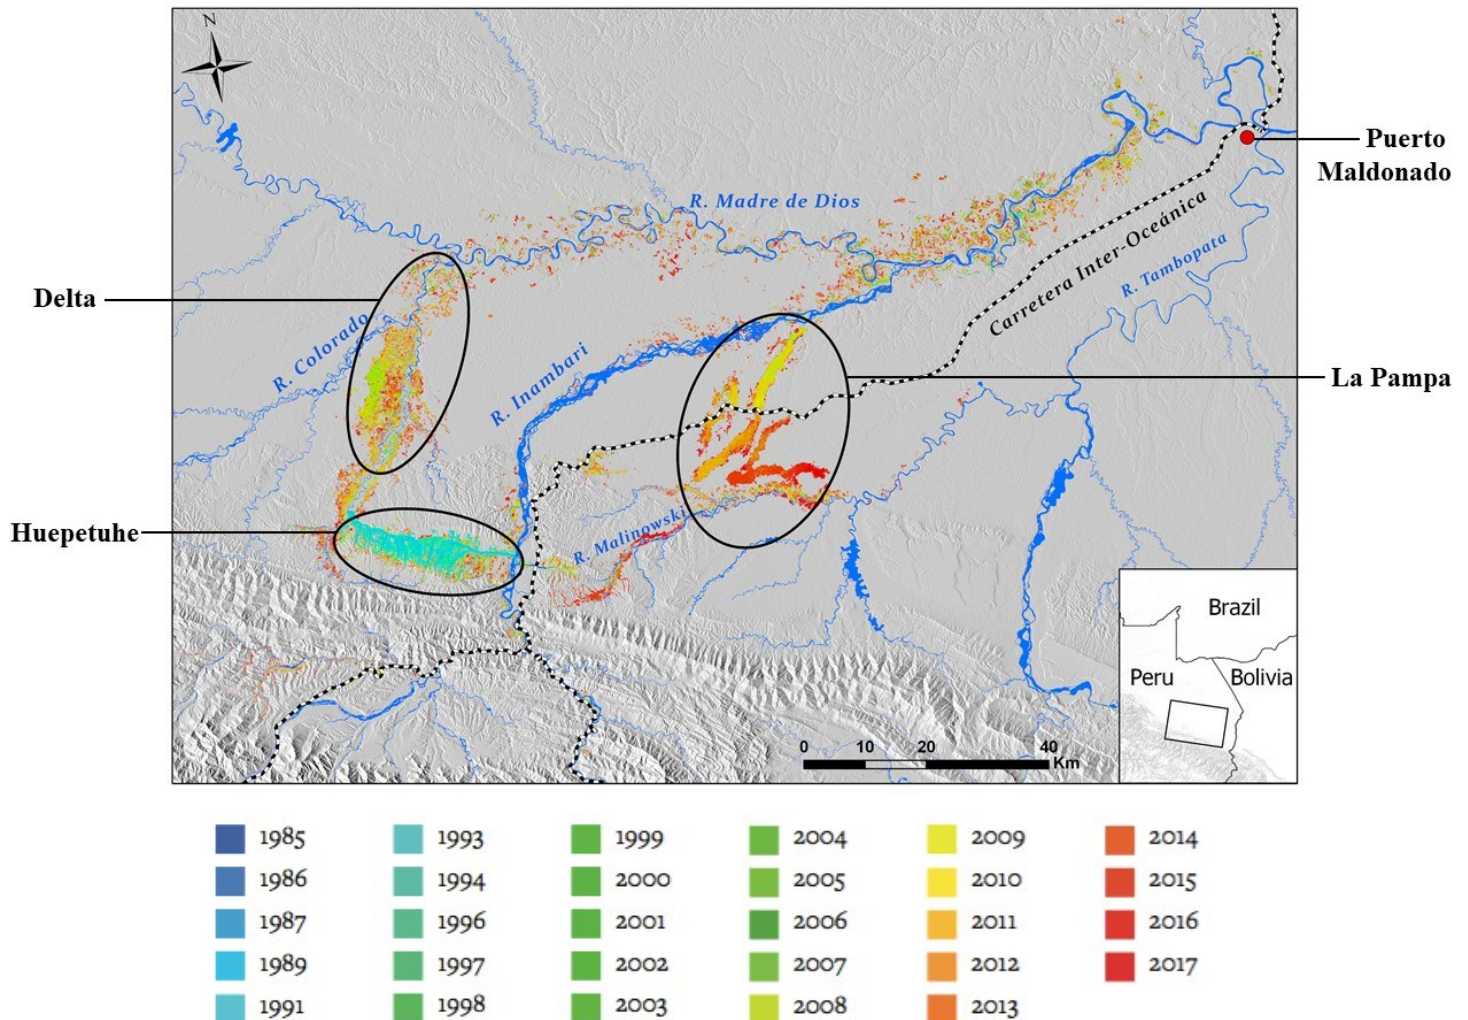 N
Puerto
Maldonado
R. Madre de Dios
Carretera Inter-Oceánica
R. Tambopata
Delta
R. Colorado
R. Inambari
La Pampa
Huepetuhe
R. Malinowski
Brazil
Peru
Bolivia
0 10 20 40
Km
1985 1993 1999 2004 2009 2014
1986 1994 2000 2005 2010 2015
1987 1996 2001 2006 2011 2016
1989 1997 2002 2007 2012 2017
1991 1998 2003 2008 2013